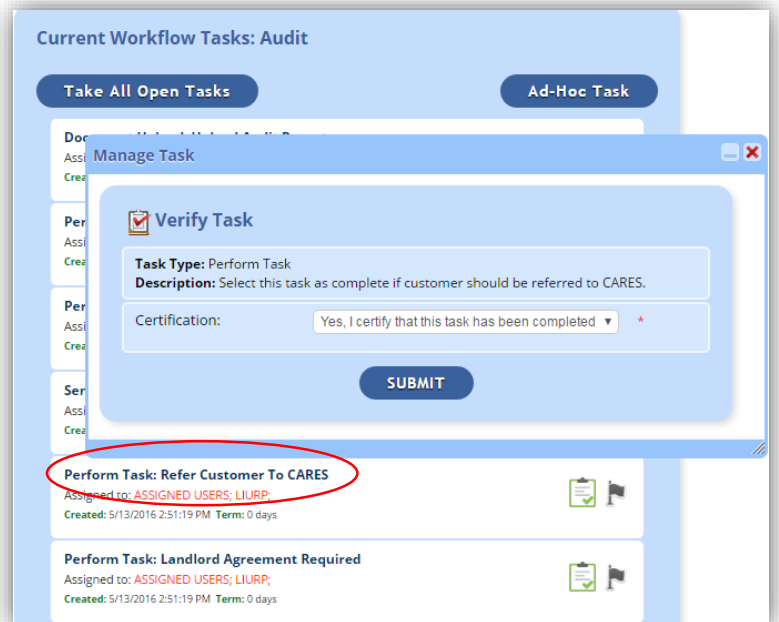 Current Workflow Tasks: Audit
Take All Open Tasks
Ad-Hoc Task
Manage Task
Verify Task
Task Type: Perform Task
Description: Select this task as complete if customer should be referred to CARES.
Certification:
Yes, I certify that this task has been completed
*
SUBMIT
Perform Task: Refer Customer To CARES
Assigned to: ASSIGNED USERS; LIURP;
Created: 5/13/2016 2:51:19 PM Term: 0 days
Perform Task: Landlord Agreement Required
Assigned to: ASSIGNED USERS; LIURP;
Created: 5/13/2016 2:51:19 PM Term: 0 days